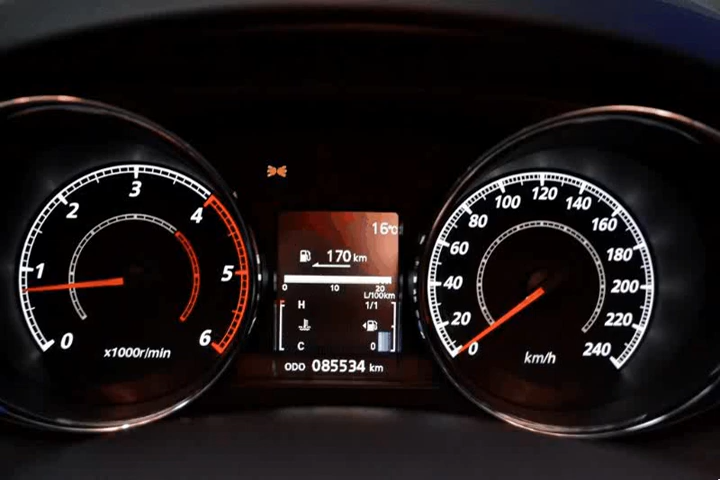 0
1
2
3
4
5
6
x1000r/min
16°C
170 km
0 10 20
L/100km
H 1/1
C 0
ODO 085534 km
0
20
40
60
80
100
120
140
160
180
200
220
240
km/h